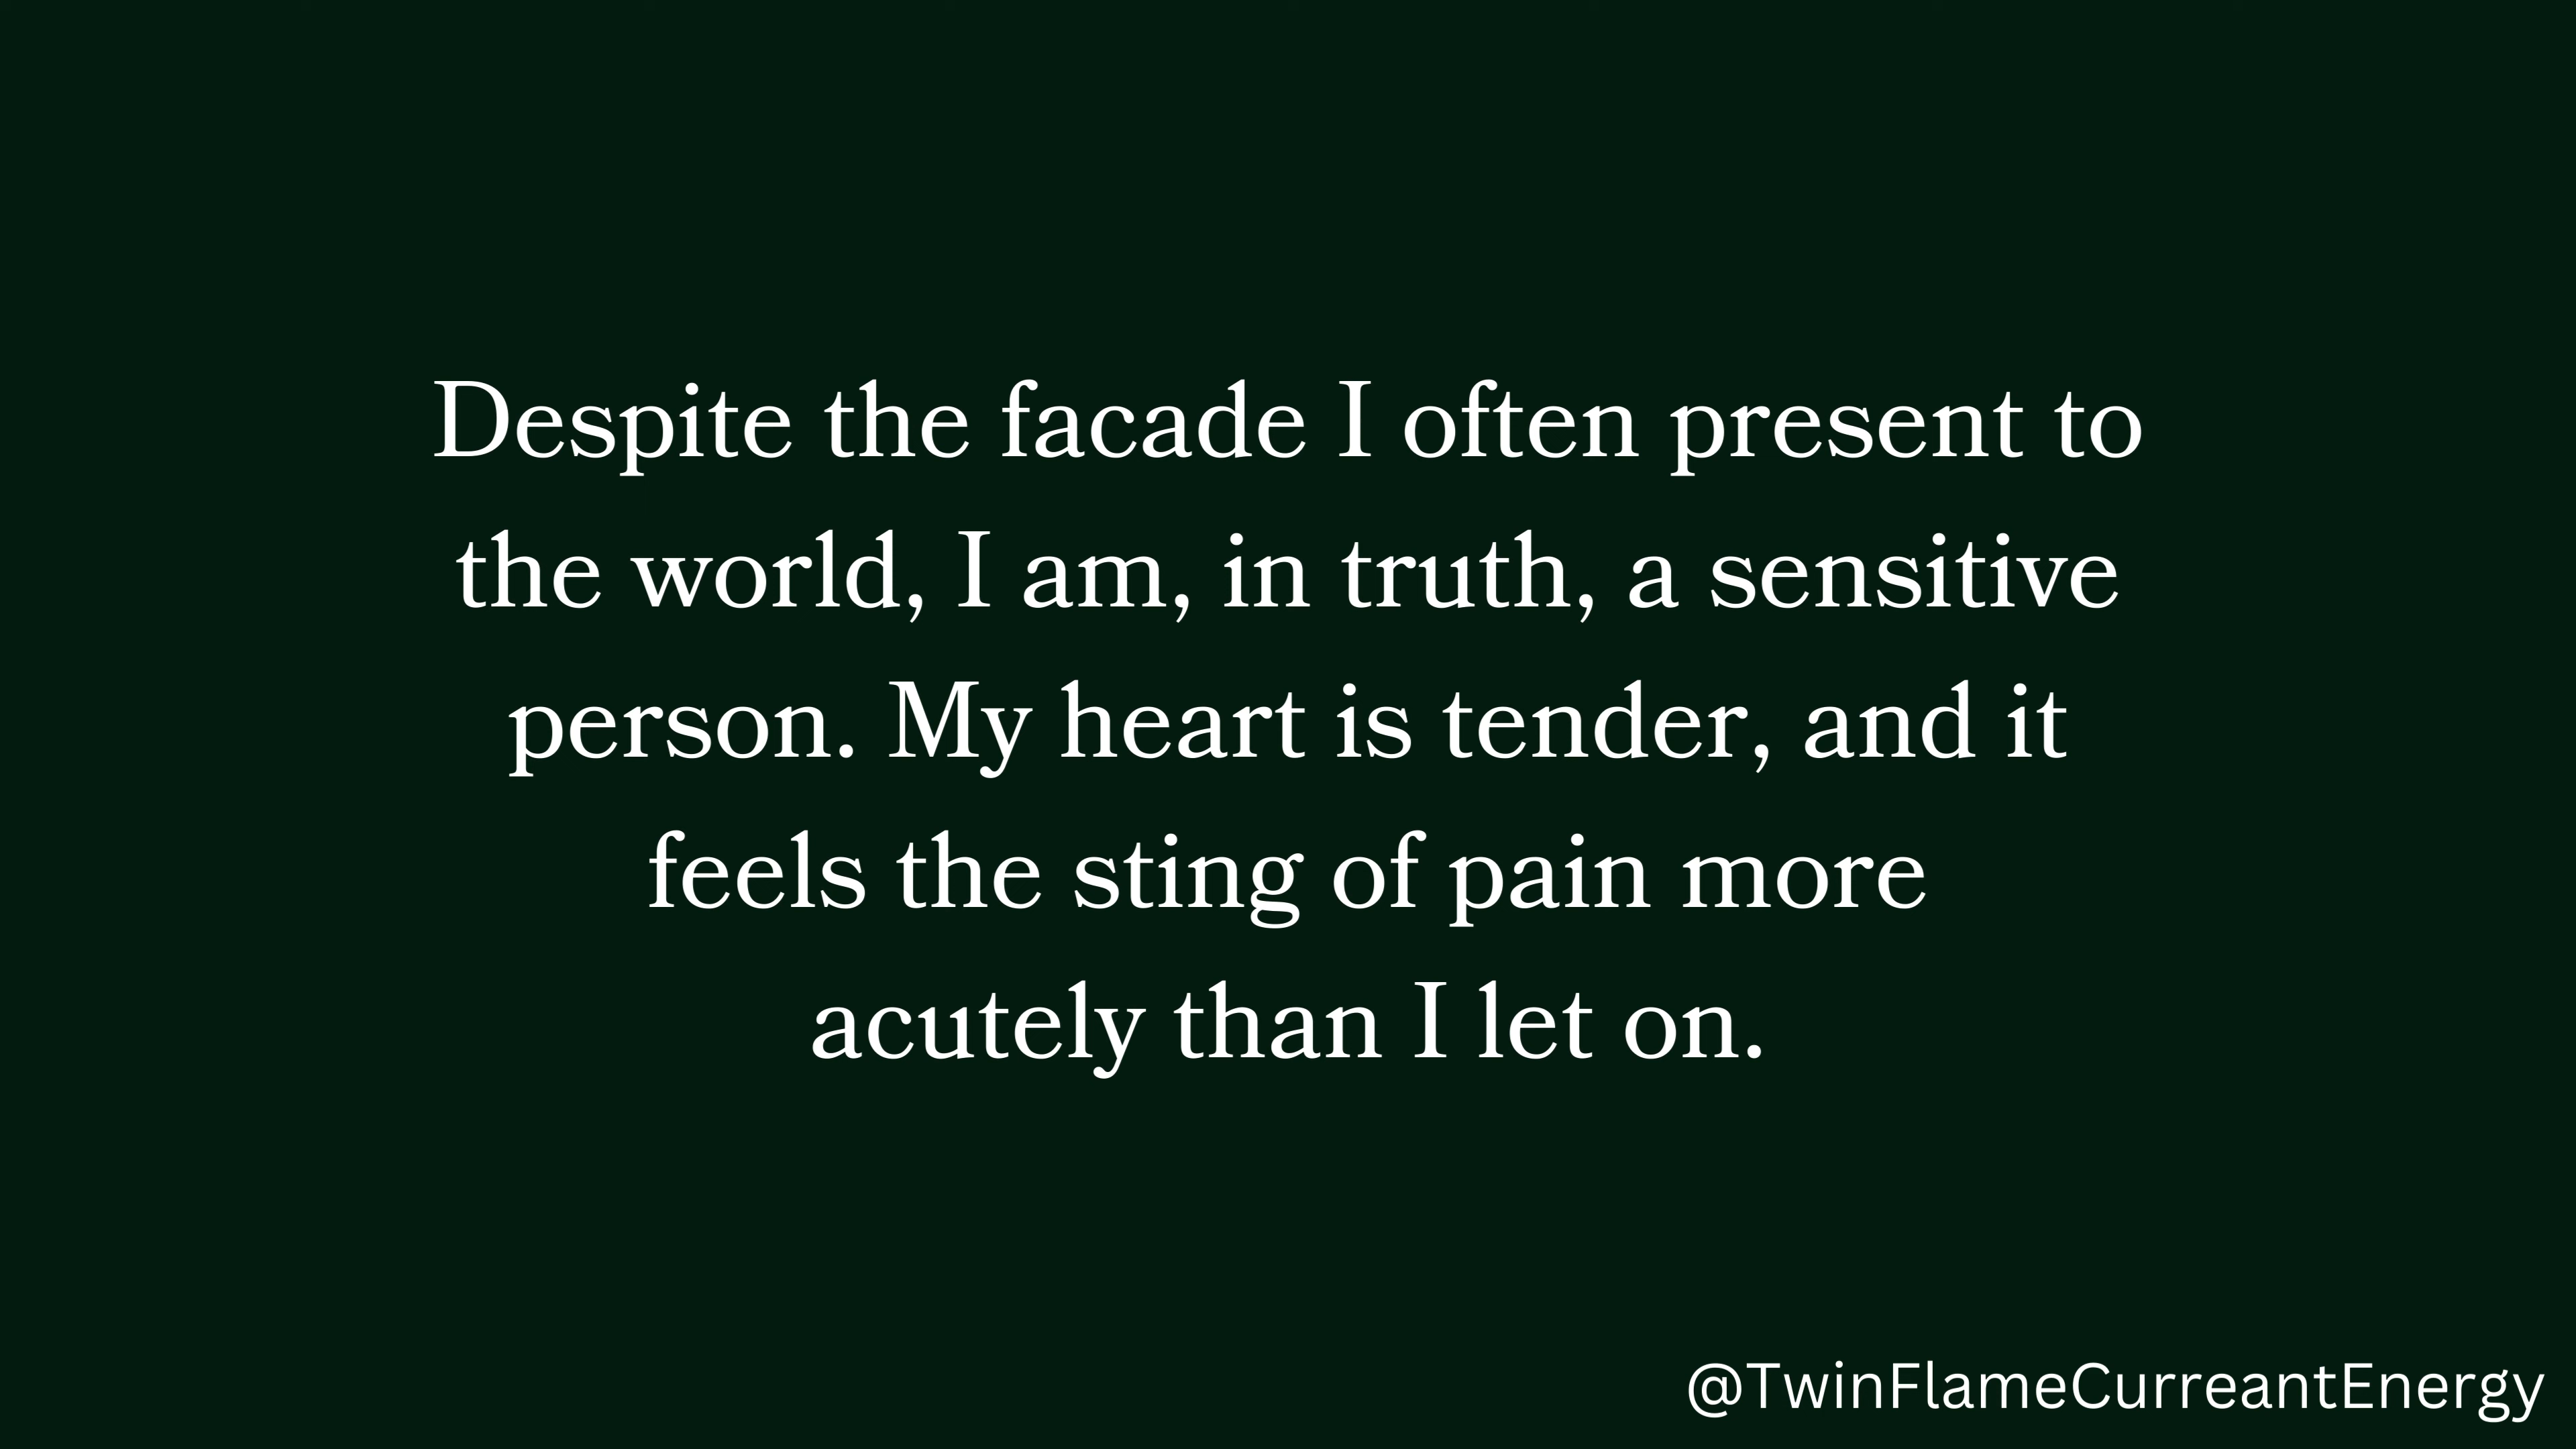 Despite the facade I often present to
the world, I am, in truth, a sensitive
person. My heart is tender, and it
feels the sting of pain more
acutely than I let on.
@TwinFlameCurreantEnergy